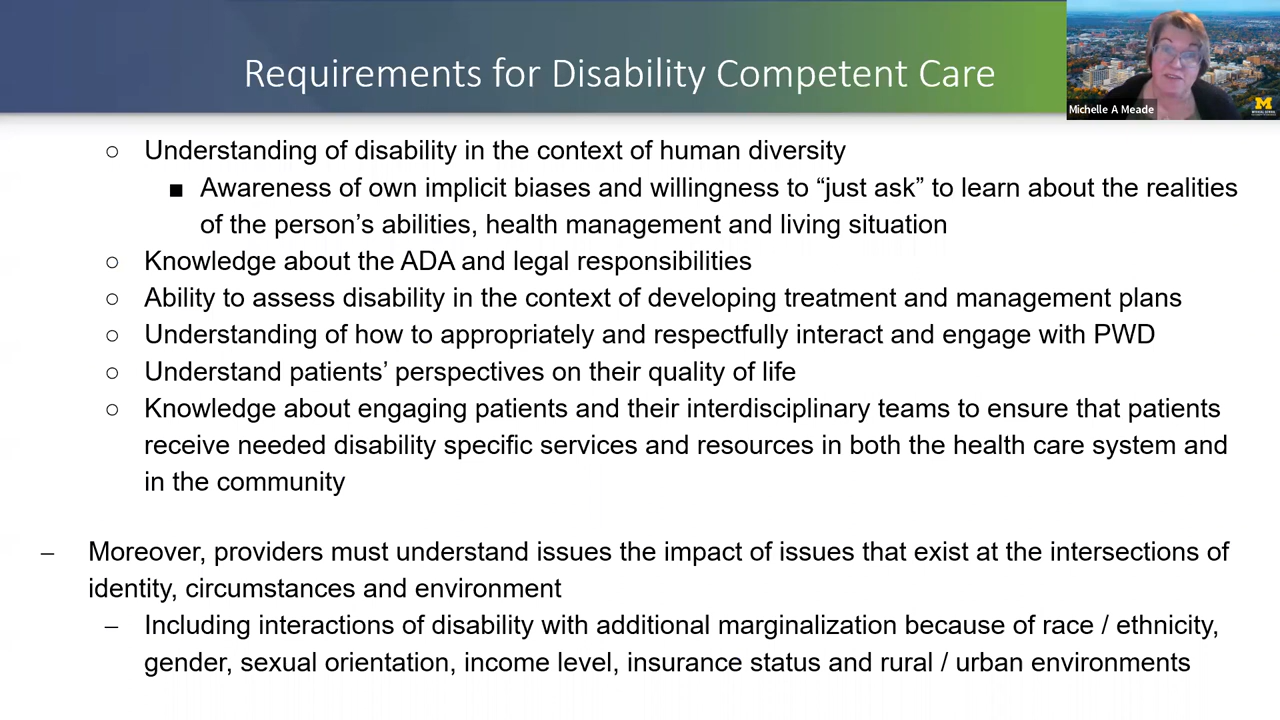 Requirements for Disability Competent Care
Michelle A Meade
M
○ Understanding of disability in the context of human diversity
■ Awareness of own implicit biases and willingness to “just ask” to learn about the realities
of the person’s abilities, health management and living situation
○ Knowledge about the ADA and legal responsibilities
○ Ability to assess disability in the context of developing treatment and management plans
○ Understanding of how to appropriately and respectfully interact and engage with PWD
○ Understand patients’ perspectives on their quality of life
○ Knowledge about engaging patients and their interdisciplinary teams to ensure that patients
receive needed disability specific services and resources in both the health care system and
in the community
– Moreover, providers must understand issues the impact of issues that exist at the intersections of
identity, circumstances and environment
– Including interactions of disability with additional marginalization because of race / ethnicity,
gender, sexual orientation, income level, insurance status and rural / urban environments